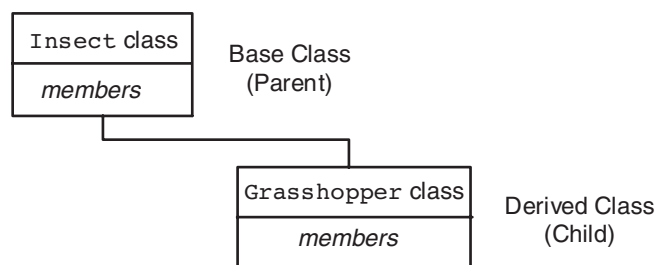 Insect class
members
Base Class
(Parent)
Grasshopper class
members
Derived Class
(Child)